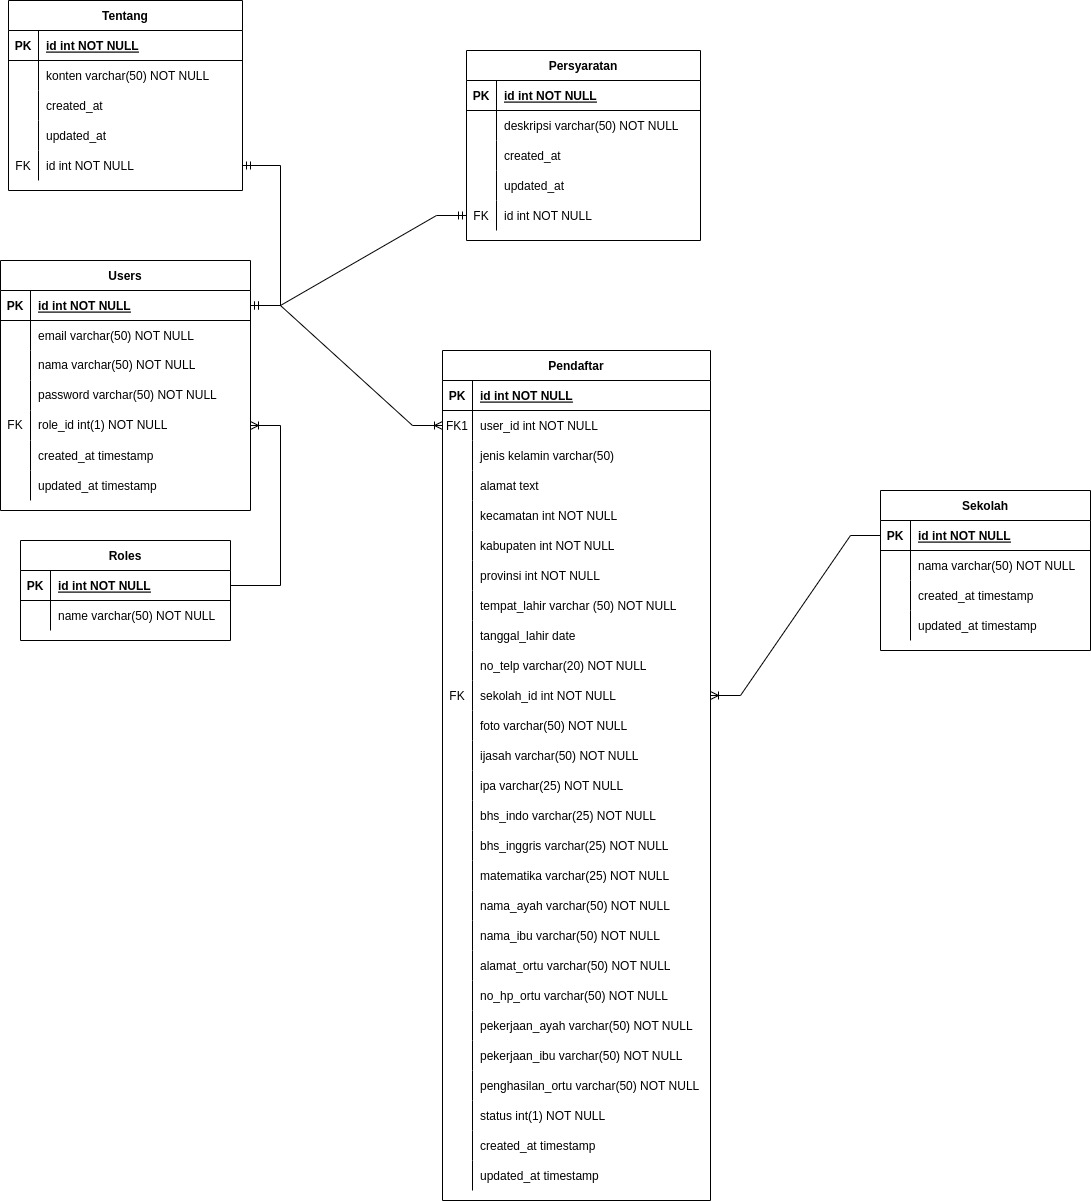 Tentang
PK id int NOT NULL
konten varchar(50) NOT NULL
created_at
updated_at
FK id int NOT NULL
Persyaratan
PK id int NOT NULL
deskripsi varchar(50) NOT NULL
created_at
updated_at
FK id int NOT NULL
Users
PK id int NOT NULL
email varchar(50) NOT NULL
nama varchar(50) NOT NULL
password varchar(50) NOT NULL
FK role_id int(1) NOT NULL
created_at timestamp
updated_at timestamp
Roles
PK id int NOT NULL
name varchar(50) NOT NULL
Pendaftar
PK id int NOT NULL
FK1 user_id int NOT NULL
jenis kelamin varchar(50)
alamat text
kecamatan int NOT NULL
kabupaten int NOT NULL
provinsi int NOT NULL
tempat_lahir varchar (50) NOT NULL
tanggal_lahir date
no_telp varchar(20) NOT NULL
FK sekolah_id int NOT NULL
foto varchar(50) NOT NULL
ijasah varchar(50) NOT NULL
ipa varchar(25) NOT NULL
bhs_indo varchar(25) NOT NULL
bhs_inggris varchar(25) NOT NULL
matematika varchar(25) NOT NULL
nama_ayah varchar(50) NOT NULL
nama_ibu varchar(50) NOT NULL
alamat_ortu varchar(50) NOT NULL
no_hp_ortu varchar(50) NOT NULL
pekerjaan_ayah varchar(50) NOT NULL
pekerjaan_ibu varchar(50) NOT NULL
penghasilan_ortu varchar(50) NOT NULL
status int(1) NOT NULL
created_at timestamp
updated_at timestamp
Sekolah
PK id int NOT NULL
nama varchar(50) NOT NULL
created_at timestamp
updated_at timestamp